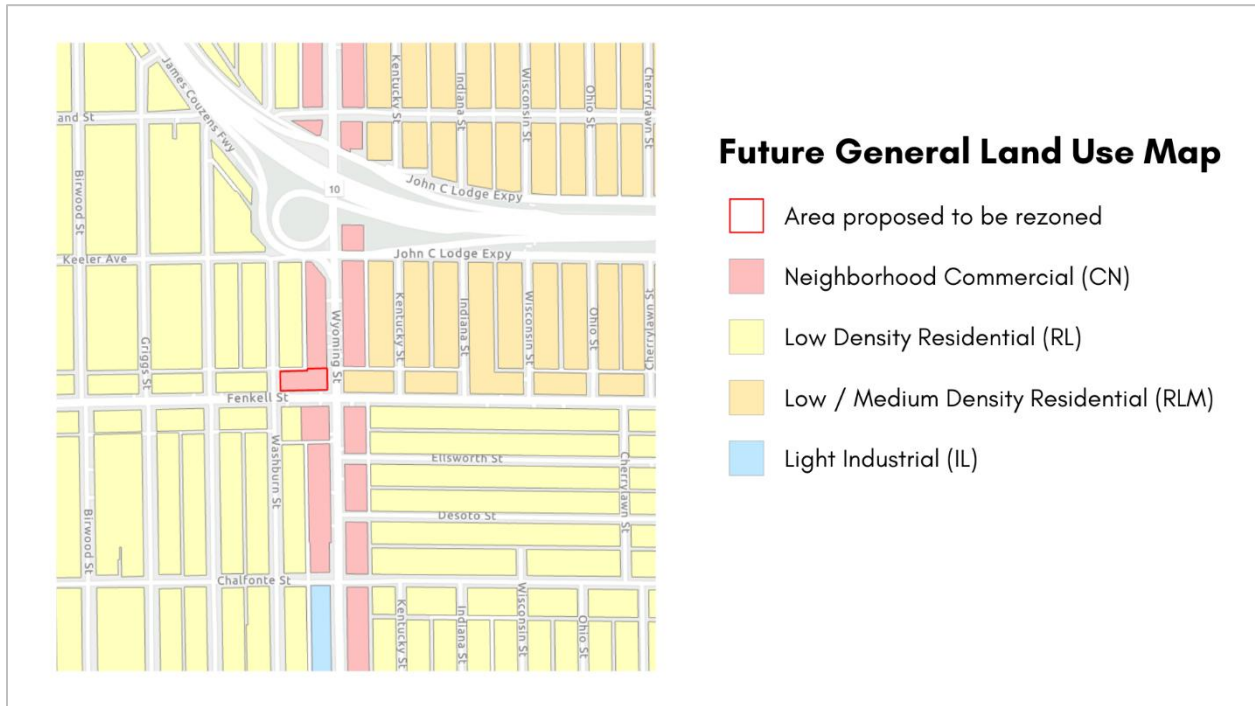 Kentucky St
Indiana St
Wisconsin St
Ohio St
Cherrylawn St
James Couzens Fwy
and St
Birwood St
10
John C Lodge Expy
John C Lodge Expy
Keeler Ave
Griggs St
Wyoming St
Kentucky St
Indiana St
Wisconsin St
Ohio St
Cherrylawn St
Fenkell St
Washburn St
Ellsworth St
Cherrylawn St
Desoto St
Birwood St
Chalfonte St
Kentucky St
Indiana St
Wisconsin St
Ohio St
Future General Land Use Map
Area proposed to be rezoned
Neighborhood Commercial (CN)
Low Density Residential (RL)
Low / Medium Density Residential (RLM)
Light Industrial (IL)